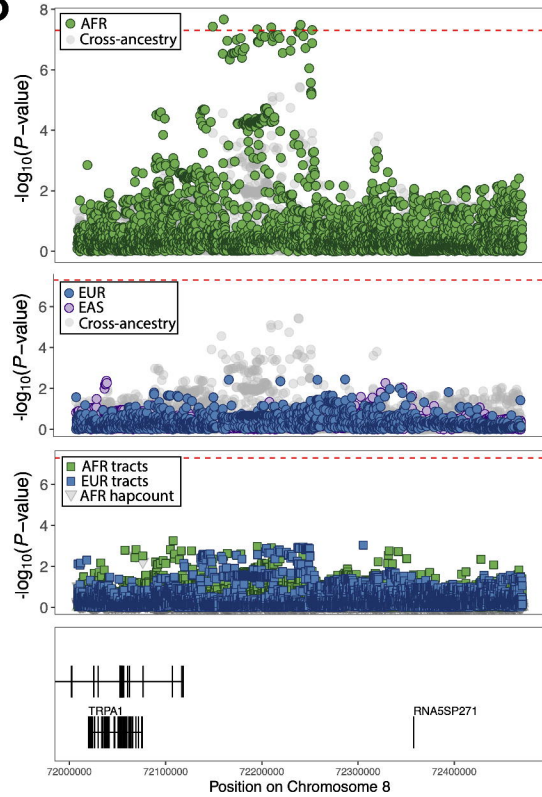 8
6
4
2
0
-log10(P−value)
AFR
Cross-ancestry
6
4
2
0
-log10(P−value)
EUR
EAS
Cross-ancestry
6
4
2
0
-log10(P−value)
AFR tracts
EUR tracts
AFR hapcount
TRPA1
RNA5SP271
72000000 72100000 72200000 72300000 72400000
Position on Chromosome 8